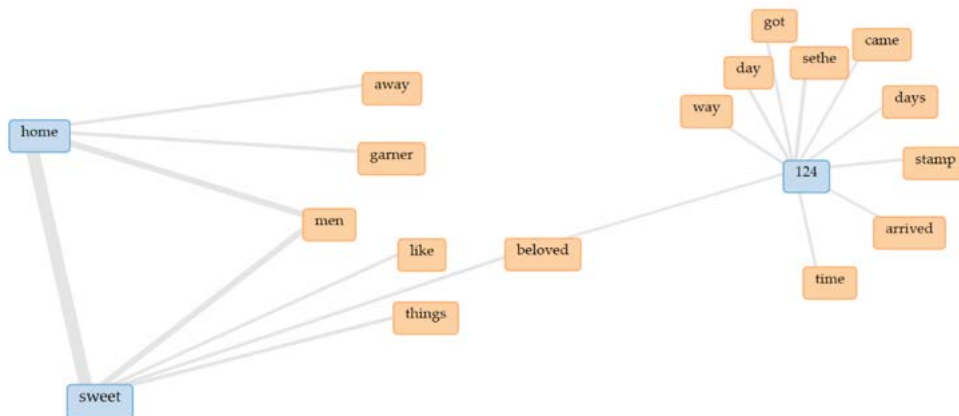 got
came
sethe
day
away
days
way
home
garner
stamp
124
men
arrived
like
beloved
time
things
sweet